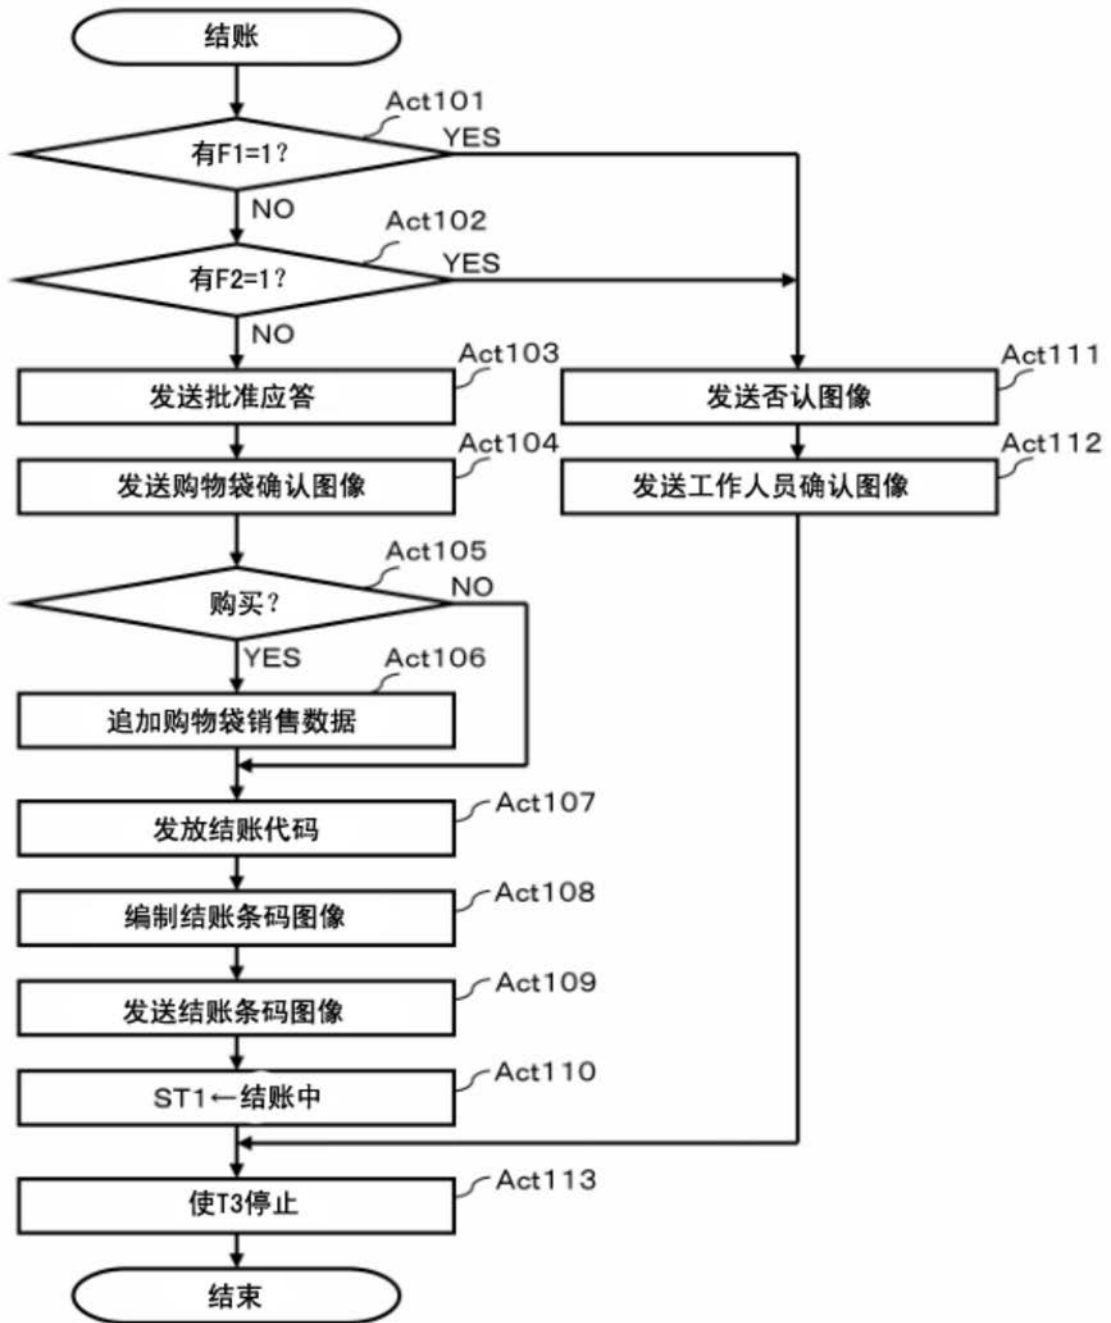 结账
Act101
有F1=1？
YES
NO
Act102
有F2=1？
YES
NO
Act103
发送批准应答
Act111
发送否认图像
Act104
发送购物袋确认图像
Act112
发送工作人员确认图像
Act105
购买？
NO
YES
Act106
追加购物袋销售数据
Act107
发放结账代码
Act108
编制结账条码图像
Act109
发送结账条码图像
Act110
ST1←结账中
Act113
使T3停止
结束